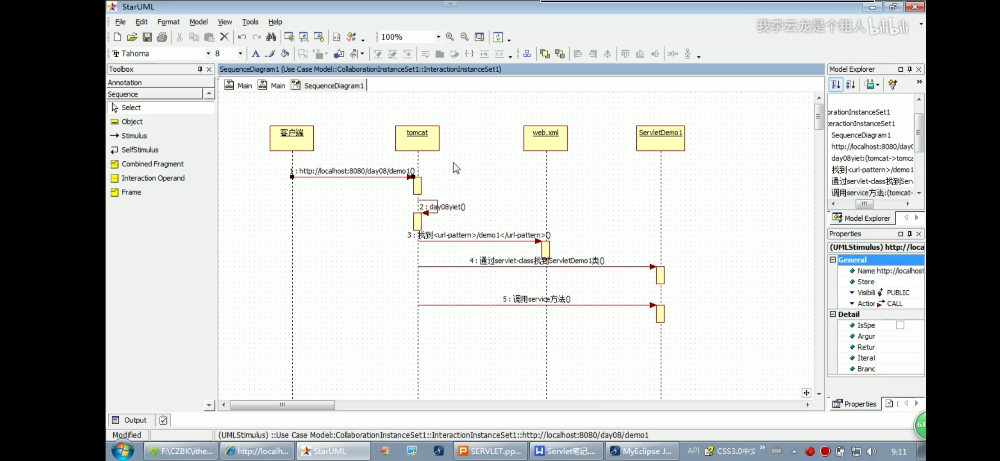 StarUML
File Edit Format Model View Tools Help
我李云龙是个粗人 bilibili
100%
Tahoma 8
Toolbox
SequenceDiagram1 (Use Case Model::CollaborationInstanceSet1::InteractionInstanceSet1)
Model Explorer
Annotation
Sequence
Main Main SequenceDiagram1
Select
Object
Stimulus
SelfStimulus
Combined Fragment
Interaction Operand
Frame
客户端
tomcat
web.xml
ServletDemo1
1 : http://localhost:8080/day08/demo1()
2 : day08yiet()
3 : 找到<url-pattern>/demo1</url-pattern>()
4 : 通过servlet-class找到ServletDemo1类()
5 : 调用service方法()
orationInstanceSet1
teractionInstanceSet1
SequenceDiagram1
http://localhost:8080/day0
day08yiet:(tomcat->tomca
找到<url-pattern>/demo1
通过servlet-class找到Serv
调用service方法:(tomcat-
Model Explorer
Properties
(UMLStimulus) http://loca
General
Name http://localhost
Stere
Visibili PUBLIC
Action CALL
Detail
IsSpe
Argur
Retur
Iterat
Branc
Properties
Output
61
Modified
(UMLStimulus) ::Use Case Model::CollaborationInstanceSet1::InteractionInstanceSet1::http://localhost:8080/day08/demo1
F:\CZBK\ithe... http://localh... StarUML SERVLET.pp... Servlet笔记.... MyEclipse J... API CSS3.0中文 9:11